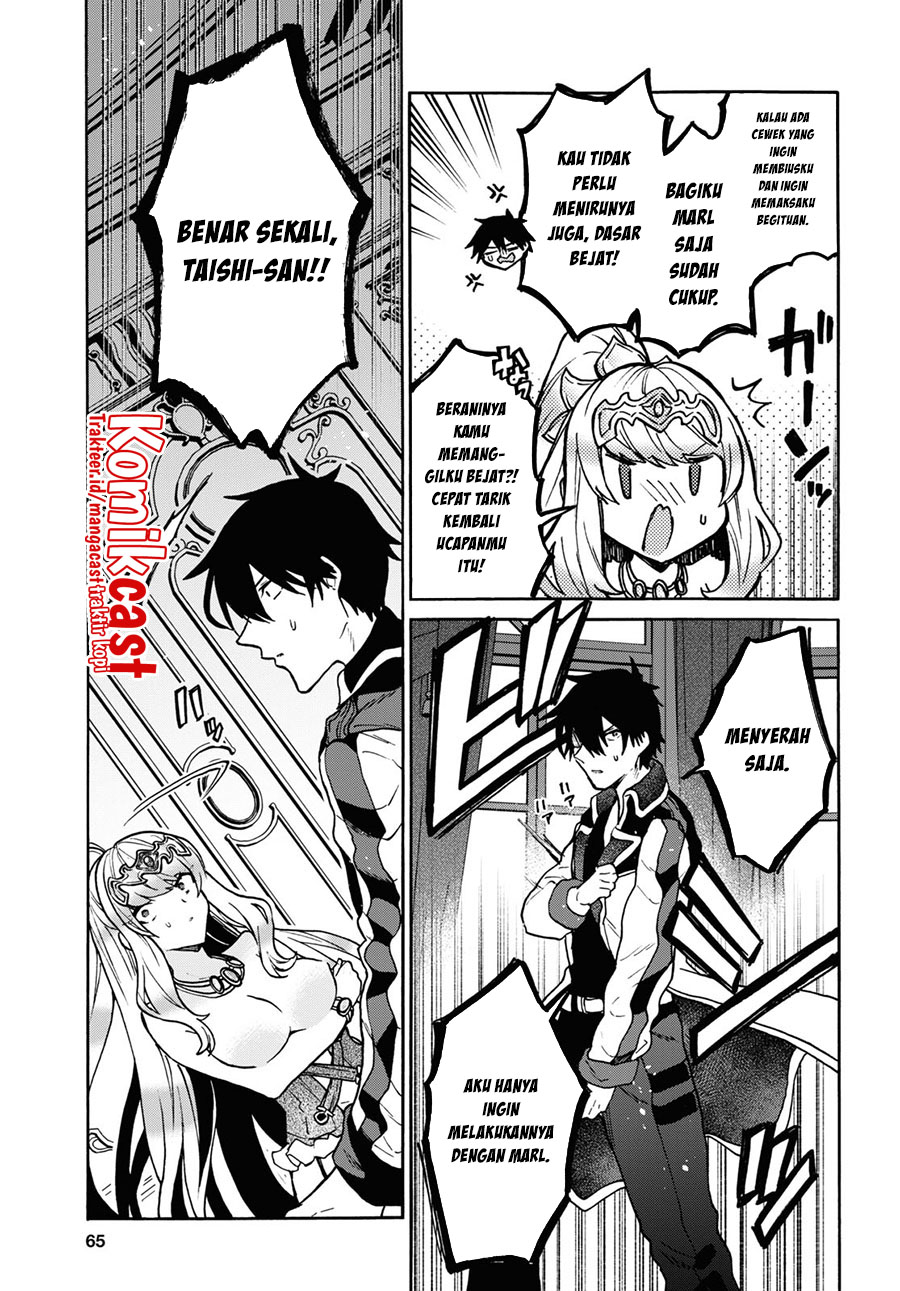 KALAU ADA
CEWEK YANG
INGIN
MEMBIUSKU
DAN INGIN
MEMAKSAKU
BEGITUAN.
BAGIKU
MARL
SAJA
SUDAH
CUKUP.
KAU TIDAK
PERLU
MENIRUNYA
JUGA, DASAR
BEJAT!
ガーン
なっ
BERANINYA
KAMU
MEMANG-
GILKU BEJAT?!
CEPAT TARIK
KEMBALI
UCAPANMU
ITU!
MENYERAH
SAJA.
AKU HANYA
INGIN
MELAKUKANNYA
DENGAN MARL.
BENAR SEKALI,
TAISHI-SAN!!
Komikcast
Trakteer.id/mangacast traktir kopi
65